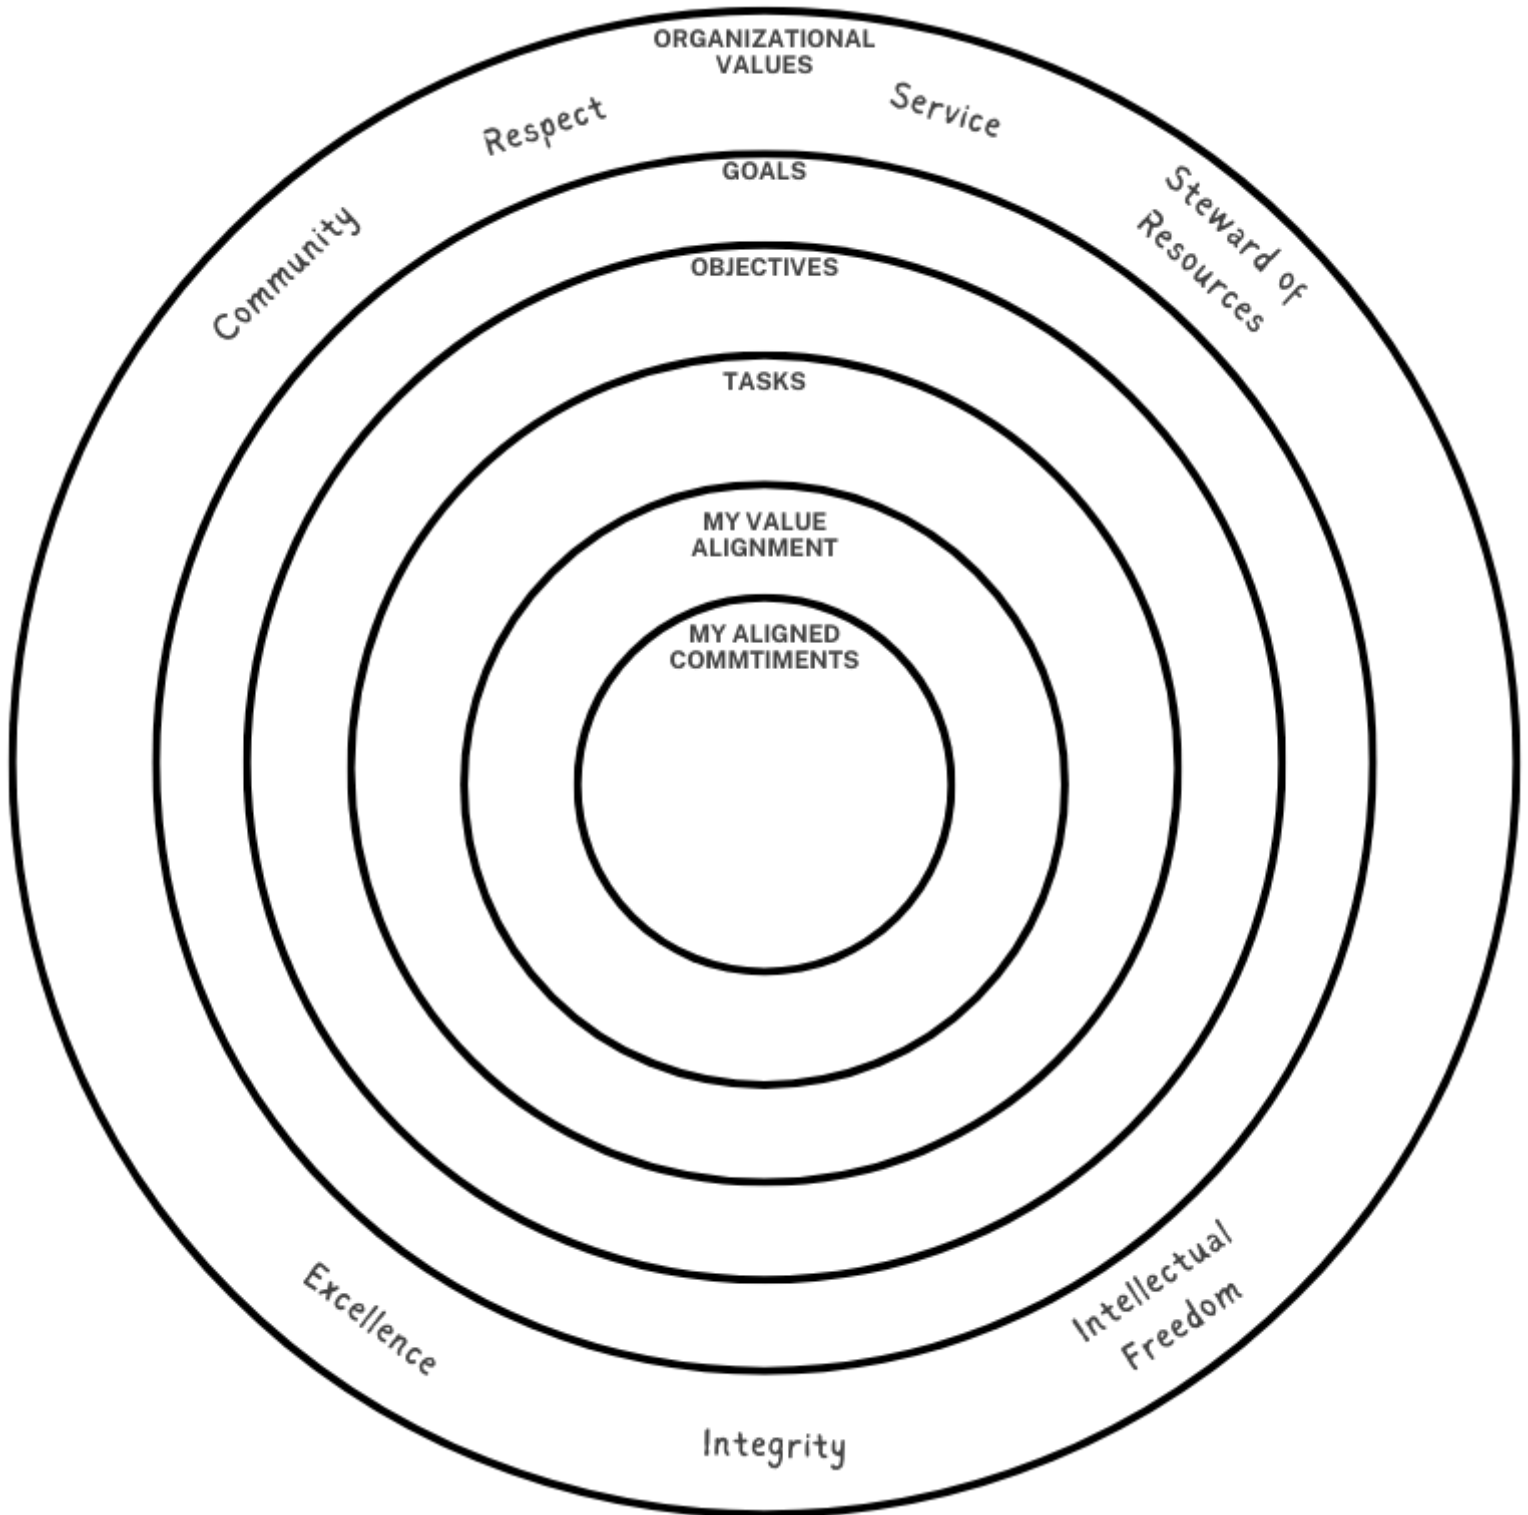 ORGANIZATIONAL
VALUES
Respect
Service
Community
Steward of
Resources
GOALS
OBJECTIVES
TASKS
MY VALUE
ALIGNMENT
MY ALIGNED
COMMTIMENTS
Excellence
Intellectual
Freedom
Integrity